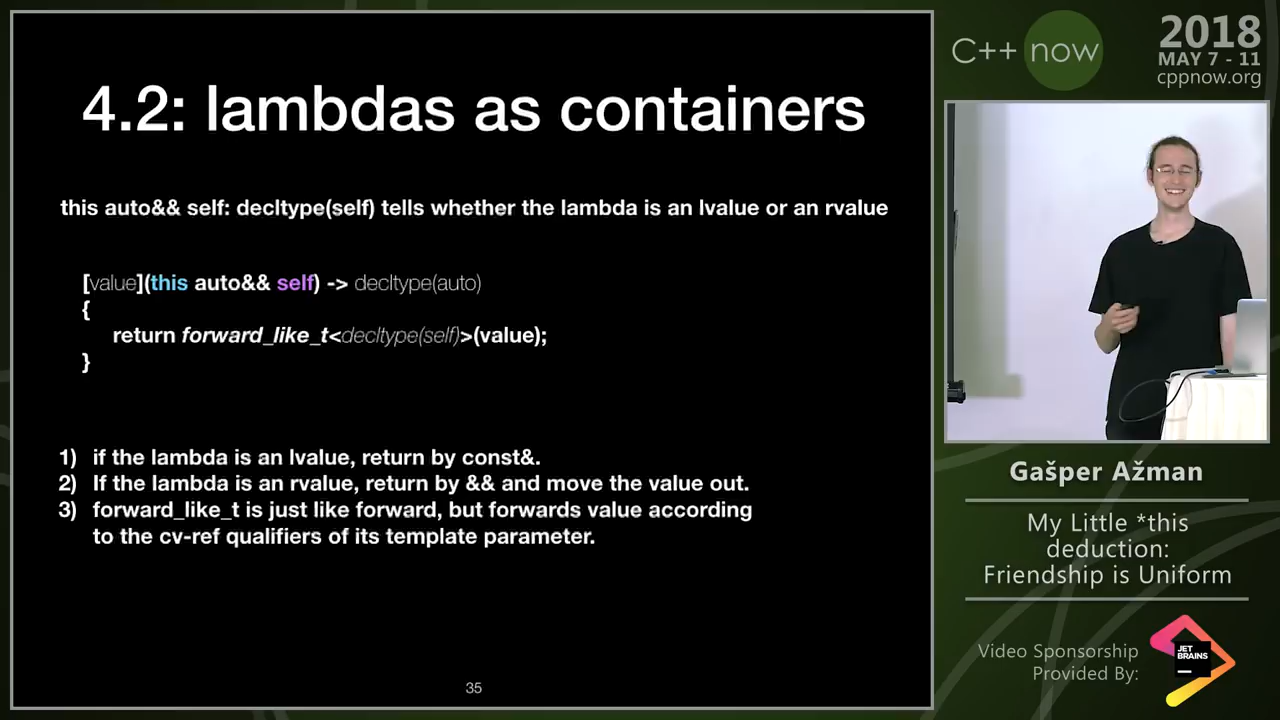 4.2: lambdas as containers
this auto&& self: decltype(self) tells whether the lambda is an lvalue or an rvalue
[value](this auto&& self) -> decltype(auto)
{
return forward_like_t<decltype(self)>(value);
}
1) if the lambda is an lvalue, return by const&.
2) If the lambda is an rvalue, return by && and move the value out.
3) forward_like_t is just like forward, but forwards value according
to the cv-ref qualifiers of its template parameter.
35
C++ now
2018
MAY 7 - 11
cppnow.org
Gašper Ažman
My Little *this
deduction:
Friendship is Uniform
Video Sponsorship
Provided By:
JET
BRAINS